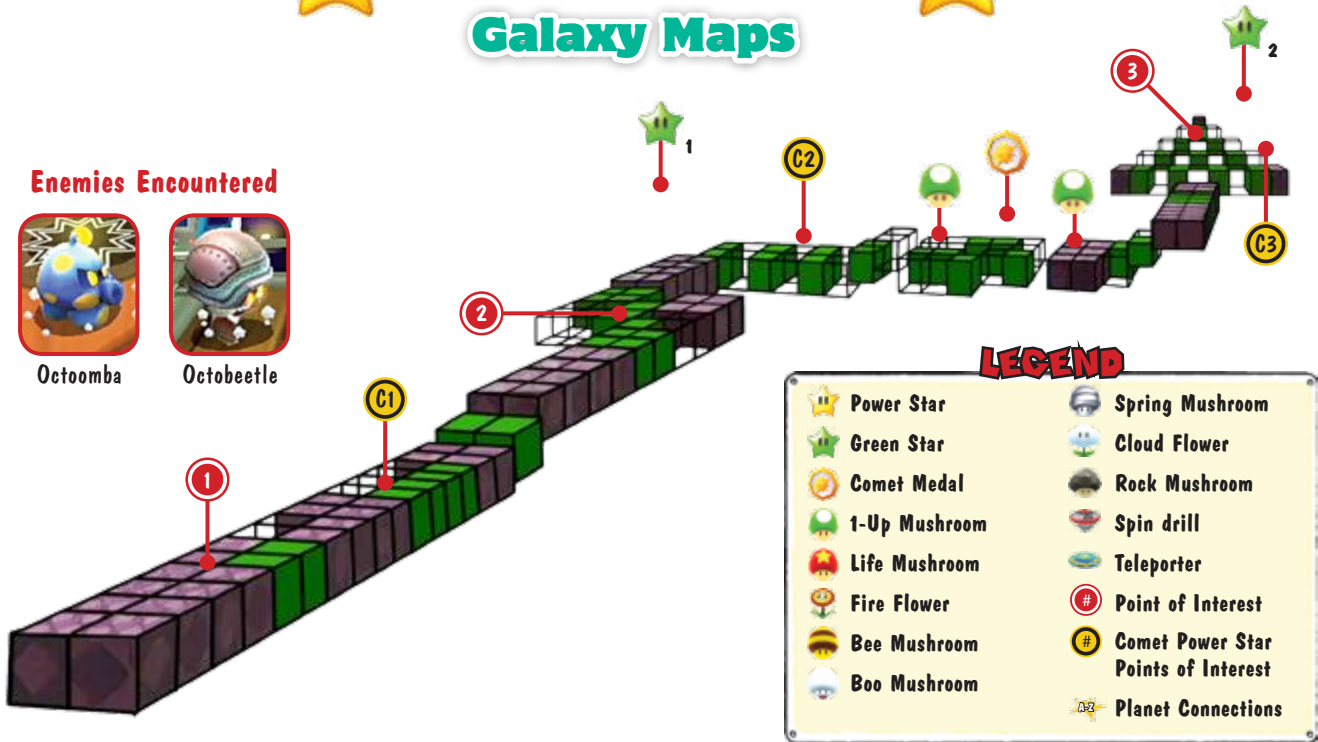 Galaxy Maps
2
3
1
C2
Enemies Encountered
C3
2
Octoomba
Octobeetle
C1
1
LEGEND
Power Star
Green Star
Comet Medal
1-Up Mushroom
Life Mushroom
Fire Flower
Bee Mushroom
Boo Mushroom
Spring Mushroom
Cloud Flower
Rock Mushroom
Spin drill
Teleporter
# Point of Interest
# Comet Power Star
Points of Interest
A-Z Planet Connections